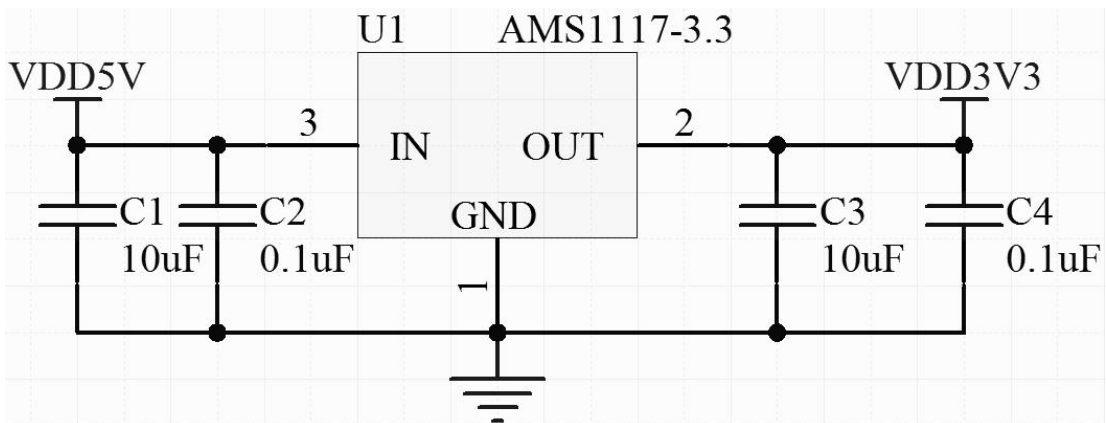 U1 AMS1117-3.3
VDD5V VDD3V3
3 2
IN OUT
C1 C2 GND C3 C4
10uF 0.1uF 10uF 0.1uF
1